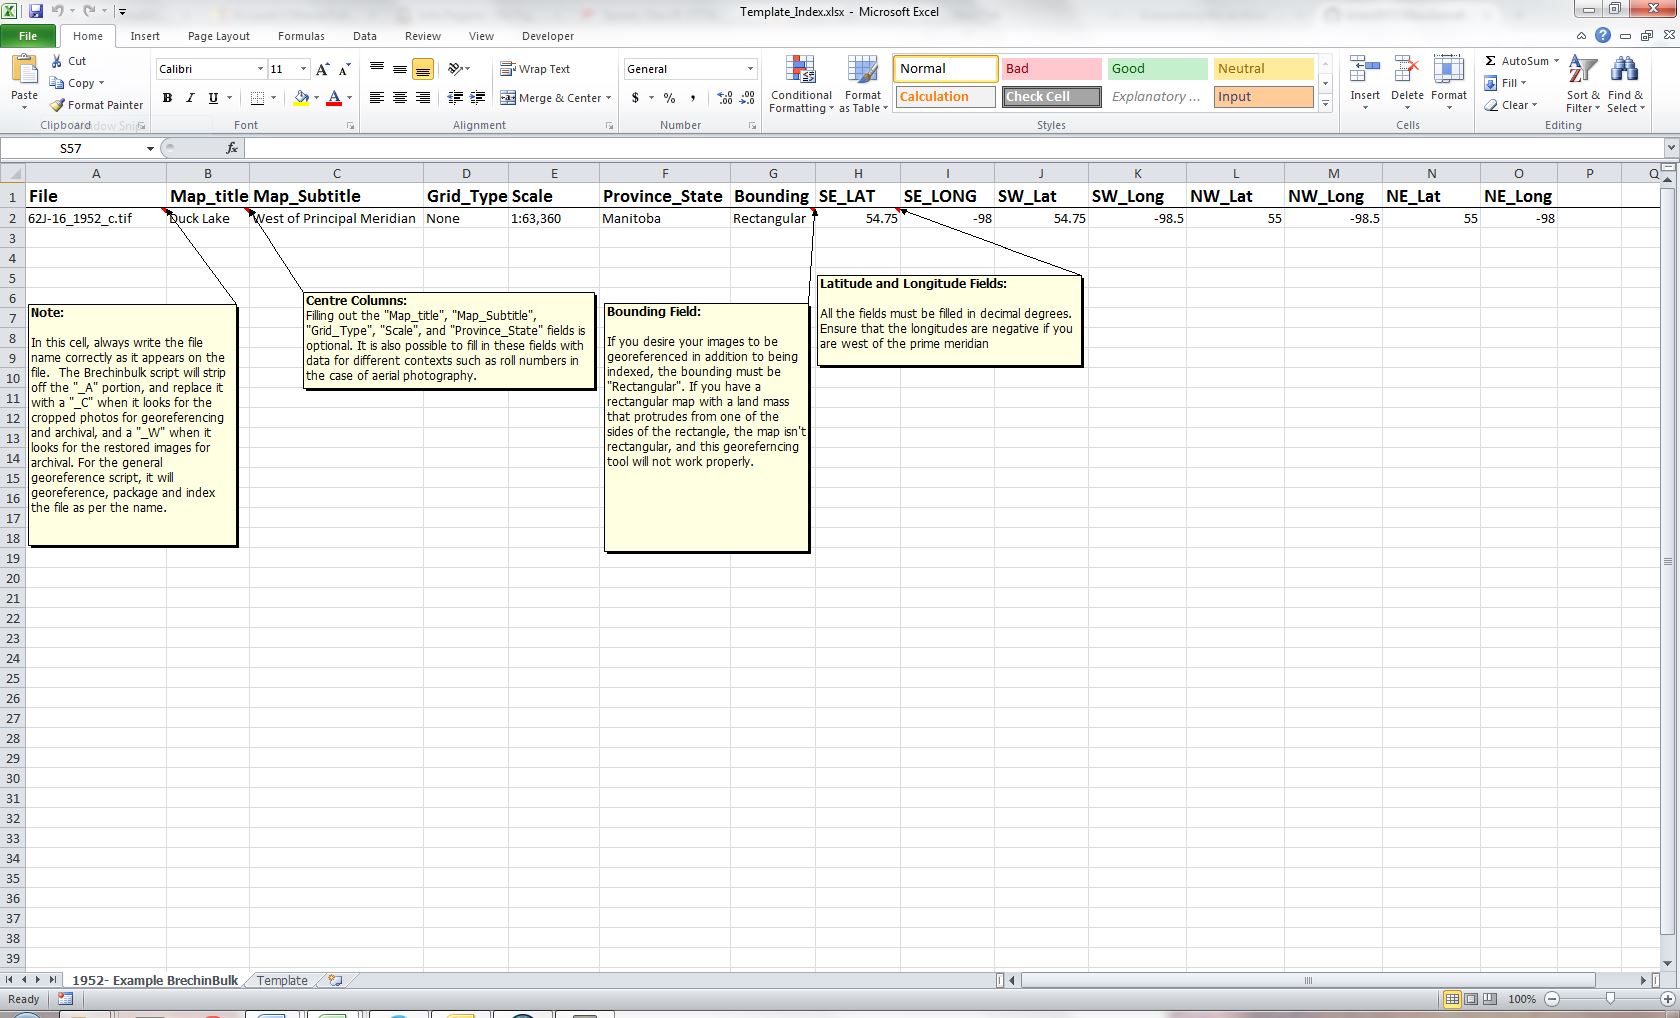 Template_Index.xlsx - Microsoft Excel
File Home Insert Page Layout Formulas Data Review View Developer
Paste
Cut
Copy
Format Painter
Clipboard
Calibri 11
B I U
Font
Wrap Text
Merge & Center
Alignment
General
$ % ,
Number
Conditional Formatting
Format as Table
Normal Bad Good Neutral
Calculation Check Cell Explanatory ... Input
Styles
Insert Delete Format
Cells
AutoSum
Fill
Clear
Sort & Filter
Find & Select
Editing
S57 fx
A B C D E F G H I J K L M N O P Q
1 File Map_title Map_Subtitle Grid_Type Scale Province_State Bounding SE_LAT SE_LONG SW_Lat SW_Long NW_Lat NW_Long NE_Lat NE_Long
2 62J-16_1952_c.tif Duck Lake West of Principal Meridian None 1:63,360 Manitoba Rectangular 54.75 -98 54.75 -98.5 55 -98.5 55 -98
3
4
5
6
7
8
9
10
11
12
13
14
15
16
17
18
19
20
21
22
23
24
25
26
27
28
29
30
31
32
33
34
35
36
37
38
39
Note:
In this cell, always write the file
name correctly as it appears on the
file. The Brechinbulk script will strip
off the "_A" portion, and replace it
with a "_C" when it looks for the
cropped photos for georeferencing
and archival, and a "_W" when it
looks for the restored images for
archival. For the general
georeference script, it will
georeference, package and index
the file as per the name.
Centre Columns:
Filling out the "Map_title", "Map_Subtitle",
"Grid_Type", "Scale", and "Province_State" fields is
optional. It is also possible to fill in these fields with
data for different contexts such as roll numbers in
the case of aerial photography.
Bounding Field:
If you desire your images to be
georeferenced in addition to being
indexed, the bounding must be
"Rectangular". If you have a
rectangular map with a land mass
that protrudes from one of the
sides of the rectangle, the map isn't
rectangular, and this georeferncing
tool will not work properly.
Latitude and Longitude Fields:
All the fields must be filled in decimal degrees.
Ensure that the longitudes are negative if you
are west of the prime meridian
1952- Example BrechinBulk Template
Ready 100%